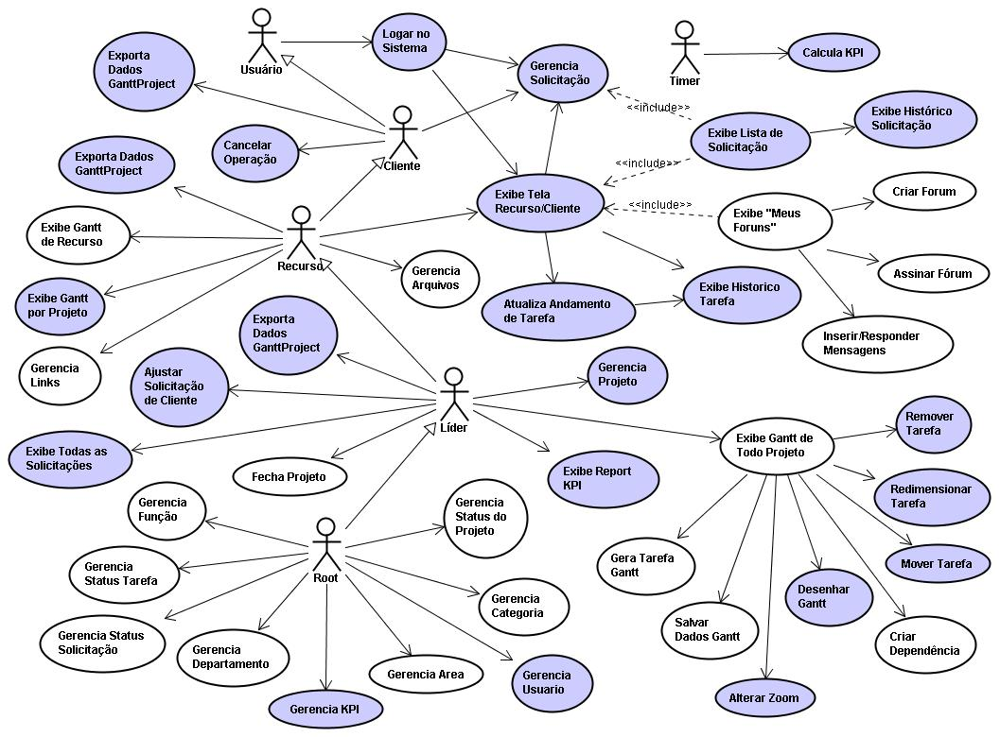 Usuário
Logar no
Sistema
Timer
Calcula KPI
Exporta
Dados
GanttProject
Gerencia
Solicitação
<<include>>
Exibe Histórico
Solicitação
Cliente
Cancelar
Operação
Exibe Lista de
Solicitação
Exporta Dados
GanttProject
<<include>>
Exibe Tela
Recurso/Cliente
<<include>>
Exibe "Meus
Foruns"
Criar Forum
Exibe Gantt
de Recurso
Recurso
Gerencia
Arquivos
Assinar Fórum
Exibe Gantt
por Projeto
Atualiza Andamento
de Tarefa
Exibe Historico
Tarefa
Inserir/Responder
Mensagens
Exporta
Dados
GanttProject
Gerencia
Links
Ajustar
Solicitação
de Cliente
Gerencia
Projeto
Líder
Exibe Gantt de
Todo Projeto
Remover
Tarefa
Exibe Todas as
Solicitações
Fecha Projeto
Exibe Report
KPI
Redimensionar
Tarefa
Gerencia
Função
Gerencia
Status do
Projeto
Gerencia
Status Tarefa
Root
Gera Tarefa
Gantt
Mover Tarefa
Gerencia
Categoria
Desenhar
Gantt
Gerencia Status
Solicitação
Gerencia
Departamento
Salvar
Dados Gantt
Criar
Dependência
Gerencia Area
Gerencia
Usuario
Gerencia KPI
Alterar Zoom